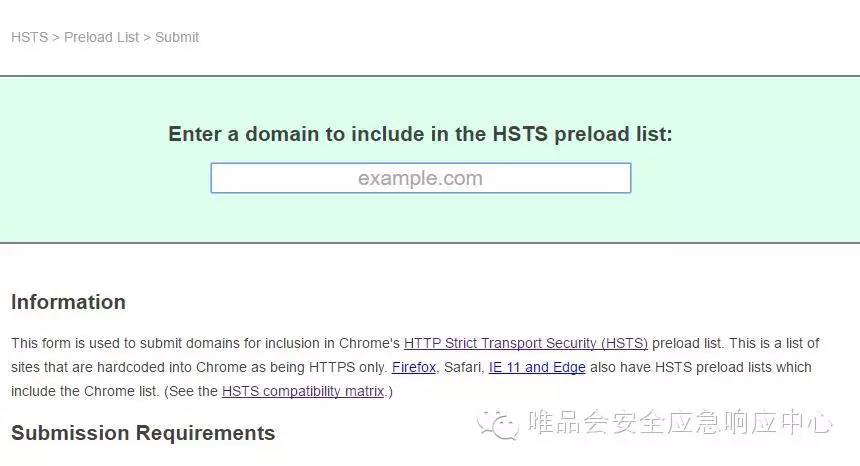 HSTS > Preload List > Submit
Enter a domain to include in the HSTS preload list:
example.com
Information
This form is used to submit domains for inclusion in Chrome's HTTP Strict Transport Security (HSTS) preload list. This is a list of
sites that are hardcoded into Chrome as being HTTPS only. Firefox, Safari, IE 11 and Edge also have HSTS preload lists which
include the Chrome list. (See the HSTS compatibility matrix.)
唯品会安全应急响应中心
Submission Requirements